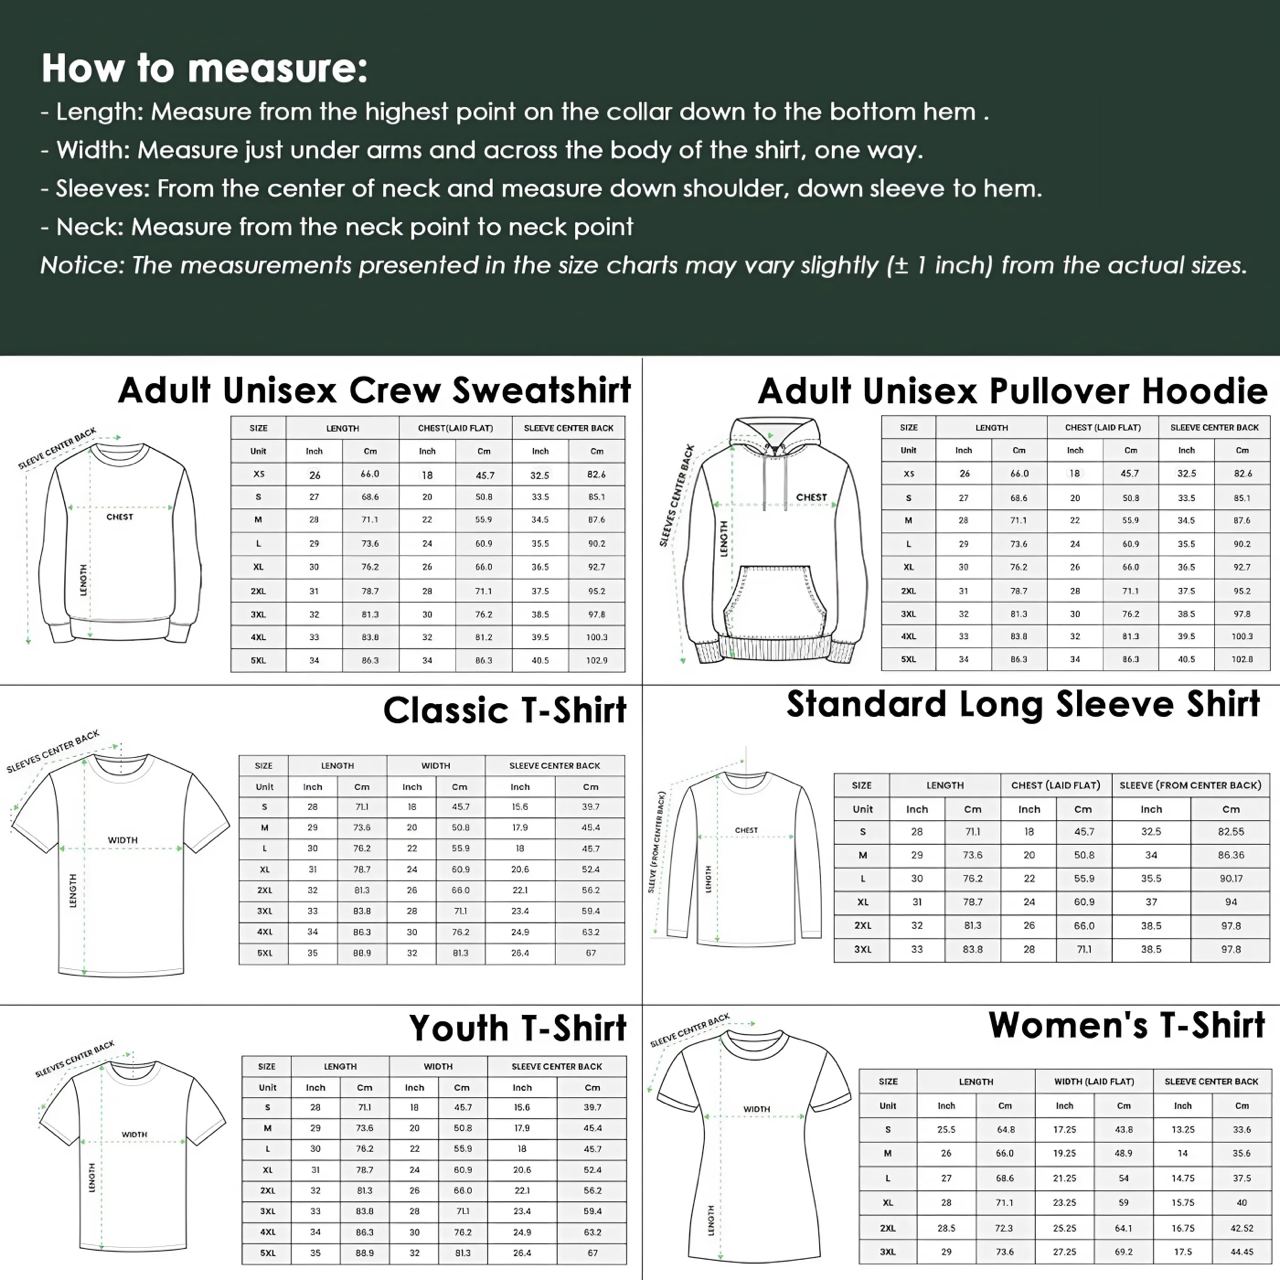 How to measure:
- Length: Measure from the highest point on the collar down to the bottom hem .
- Width: Measure just under arms and across the body of the shirt, one way.
- Sleeves: From the center of neck and measure down shoulder, down sleeve to hem.
- Neck: Measure from the neck point to neck point
Notice: The measurements presented in the size charts may vary slightly (± 1 inch) from the actual sizes.
Adult Unisex Crew Sweatshirt
SLEEVE CENTER BACK
CHEST
LENGTH
SIZE LENGTH CHEST(LAID FLAT) SLEEVE CENTER BACK
Unit Inch Cm Inch Cm Inch Cm
XS 26 66.0 18 45.7 32.5 82.6
S 27 68.6 20 50.8 33.5 85.1
M 28 71.1 22 55.9 34.5 87.6
L 29 73.6 24 60.9 35.5 90.2
XL 30 76.2 26 66.0 36.5 92.7
2XL 31 78.7 28 71.1 37.5 95.2
3XL 32 81.3 30 76.2 38.5 97.8
4XL 33 83.8 32 81.2 39.5 100.3
5XL 34 86.3 34 86.3 40.5 102.9
Adult Unisex Pullover Hoodie
SLEEVES CENTER BACK
CHEST
LENGTH
SIZE LENGTH CHEST (LAID FLAT) SLEEVE CENTER BACK
Unit Inch Cm Inch Cm Inch Cm
XS 26 66.0 18 45.7 32.5 82.6
S 27 68.6 20 50.8 33.5 85.1
M 28 71.1 22 55.9 34.5 87.6
L 29 73.6 24 60.9 35.5 90.2
XL 30 76.2 26 66.0 36.5 92.7
2XL 31 78.7 28 71.1 37.5 95.2
3XL 32 81.3 30 76.2 38.5 97.8
4XL 33 83.8 32 81.3 39.5 100.3
5XL 34 86.3 34 86.3 40.5 102.8
Classic T-Shirt
SLEEVES CENTER BACK
WIDTH
LENGTH
SIZE LENGTH WIDTH SLEEVE CENTER BACK
Unit Inch Cm Inch Cm Inch Cm
S 28 71.1 18 45.7 15.6 39.7
M 29 73.6 20 50.8 17.9 45.4
L 30 76.2 22 55.9 18 45.7
XL 31 78.7 24 60.9 20.6 52.4
2XL 32 81.3 26 66.0 22.1 56.2
3XL 33 83.8 28 71.1 23.4 59.4
4XL 34 86.3 30 76.2 24.9 63.2
5XL 35 88.9 32 81.3 26.4 67
Standard Long Sleeve Shirt
SLEEVE (FROM CENTER BACK)
CHEST
LENGTH
SIZE LENGTH CHEST (LAID FLAT) SLEEVE (FROM CENTER BACK)
Unit Inch Cm Inch Cm Inch Cm
S 28 71.1 18 45.7 32.5 82.55
M 29 73.6 20 50.8 34 86.36
L 30 76.2 22 55.9 35.5 90.17
XL 31 78.7 24 60.9 37 94
2XL 32 81.3 26 66.0 38.5 97.8
3XL 33 83.8 28 71.1 38.5 97.8
Youth T-Shirt
SLEEVES CENTER BACK
WIDTH
LENGTH
SIZE LENGTH WIDTH SLEEVE CENTER BACK
Unit Inch Cm Inch Cm Inch Cm
S 28 71.1 18 45.7 15.6 39.7
M 29 73.6 20 50.8 17.9 45.4
L 30 76.2 22 55.9 18 45.7
XL 31 78.7 24 60.9 20.6 52.4
2XL 32 81.3 26 66.0 22.1 56.2
3XL 33 83.8 28 71.1 23.4 59.4
4XL 34 86.3 30 76.2 24.9 63.2
5XL 35 88.9 32 81.3 26.4 67
Women's T-Shirt
SLEEVE CENTER BACK
WIDTH
LENGTH
SIZE LENGTH WIDTH (LAID FLAT) SLEEVE CENTER BACK
Unit Inch Cm Inch Cm Inch Cm
S 25.5 64.8 17.25 43.8 13.25 33.6
M 26 66.0 19.25 48.9 14 35.6
L 27 68.6 21.25 54 14.75 37.5
XL 28 71.1 23.25 59 15.75 40
2XL 28.5 72.3 25.25 64.1 16.75 42.52
3XL 29 73.6 27.25 69.2 17.5 44.45